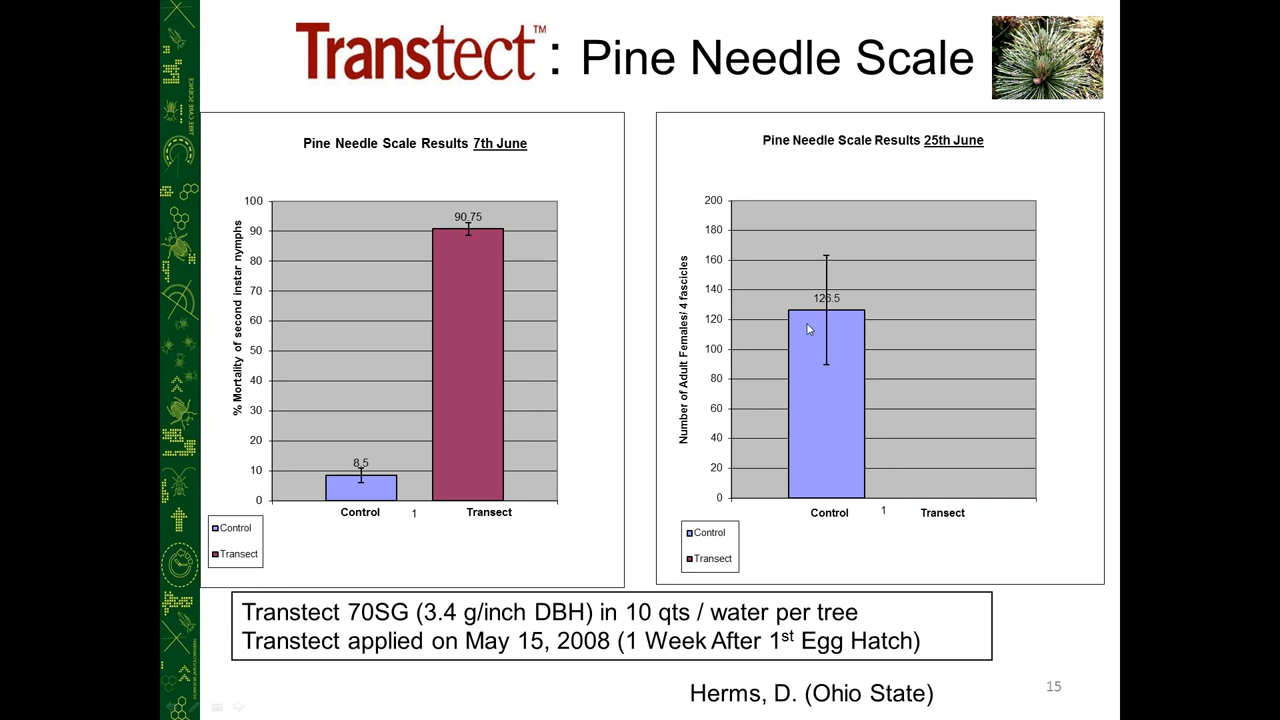 Transtect™: Pine Needle Scale
Pine Needle Scale Results 7th June
% Mortality of second instar nymphs
100
90
80
70
60
50
40
30
20
10
0
8.5
90.75
Control
1
Transect
Control
Transect
Pine Needle Scale Results 25th June
Number of Adult Females/ 4 fascicles
200
180
160
140
120
100
80
60
40
20
0
126.5
Control
1
Transect
Control
Transect
Transtect 70SG (3.4 g/inch DBH) in 10 qts / water per tree
Transtect applied on May 15, 2008 (1 Week After 1st Egg Hatch)
Herms, D. (Ohio State)
15
TREE CARE SCIENCE